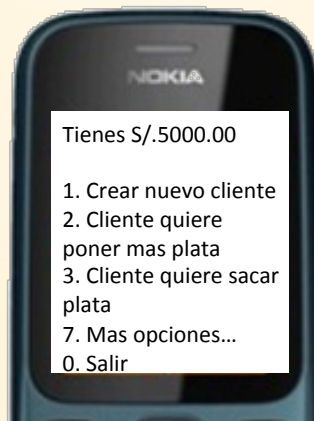 NOKIA
Tienes S/.5000.00
1. Crear nuevo cliente
2. Cliente quiere
poner mas plata
3. Cliente quiere sacar
plata
7. Mas opciones...
0. Salir